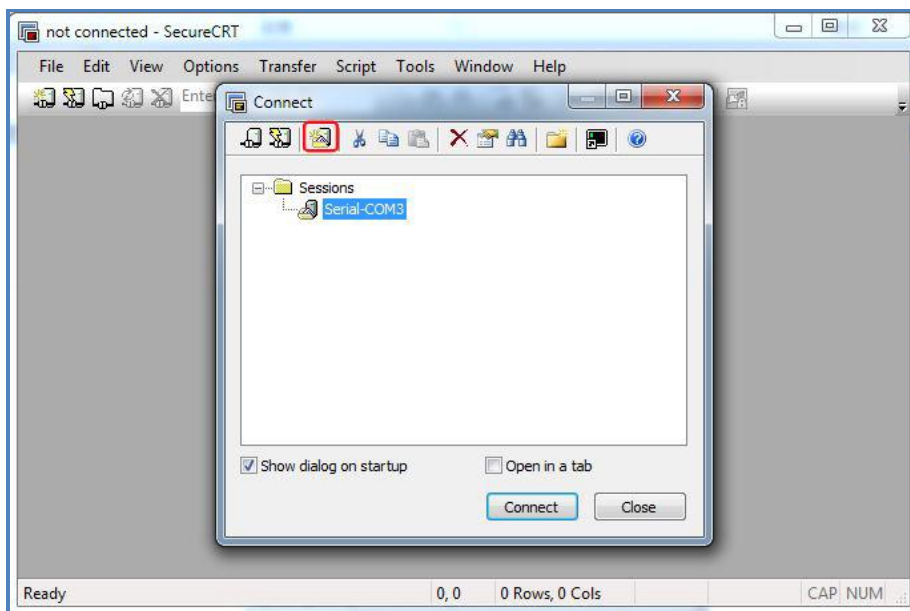 not connected - SecureCRT
File Edit View Options Transfer Script Tools Window Help
Ente
Connect
Sessions
Serial-COM3
Show dialog on startup Open in a tab
Connect Close
Ready 0, 0 0 Rows, 0 Cols CAP NUM